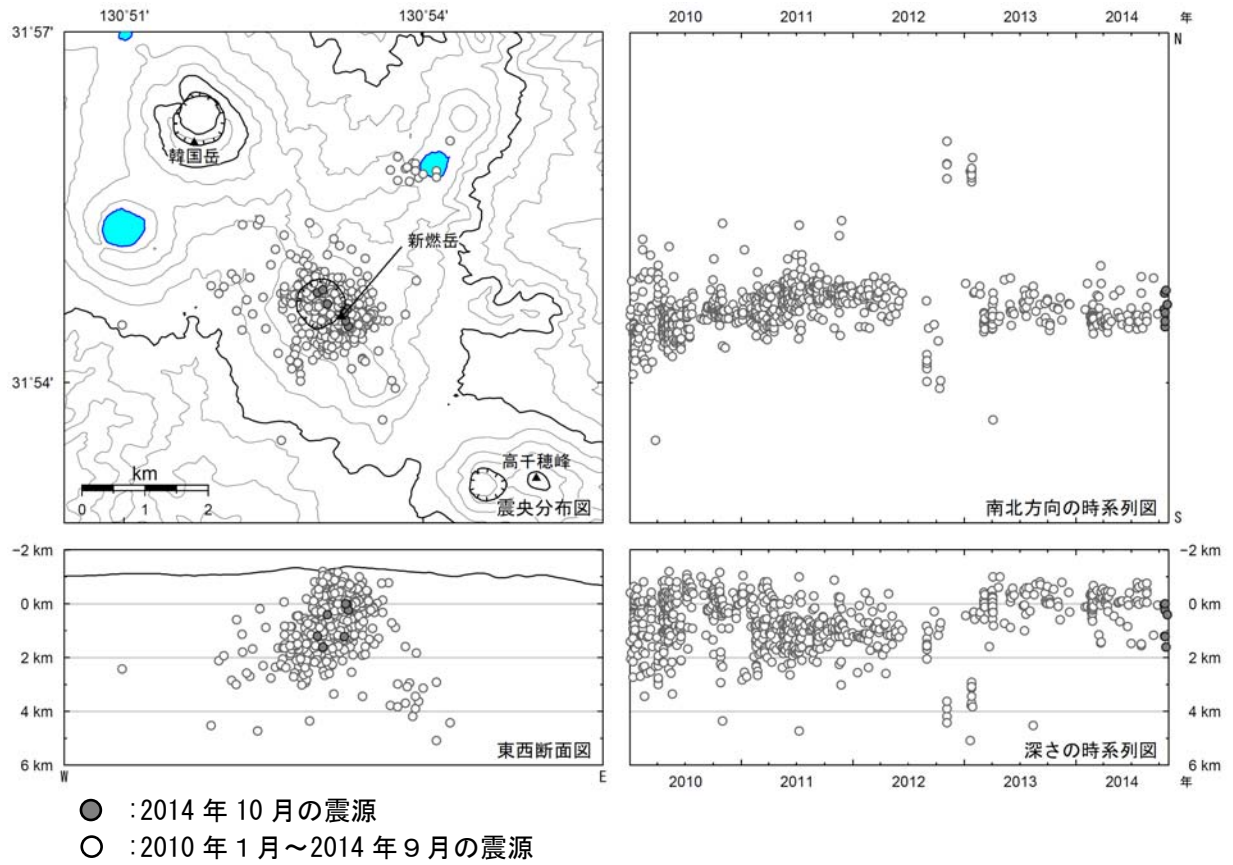 130°51′
130°54′
2010 2011 2012 2013 2014 年
31°57′
N
韓国岳
新燃岳
31°54′
高千穂峰
km
0 1 2
震央分布図
南北方向の時系列図
S
-2 km
0 km
2 km
4 km
6 km
東西断面図
W
E
-2 km
0 km
2 km
4 km
6 km
深さの時系列図
2010 2011 2012 2013 2014 年
:2014 年 10 月の震源
:2010 年 1 月~2014 年 9 月の震源